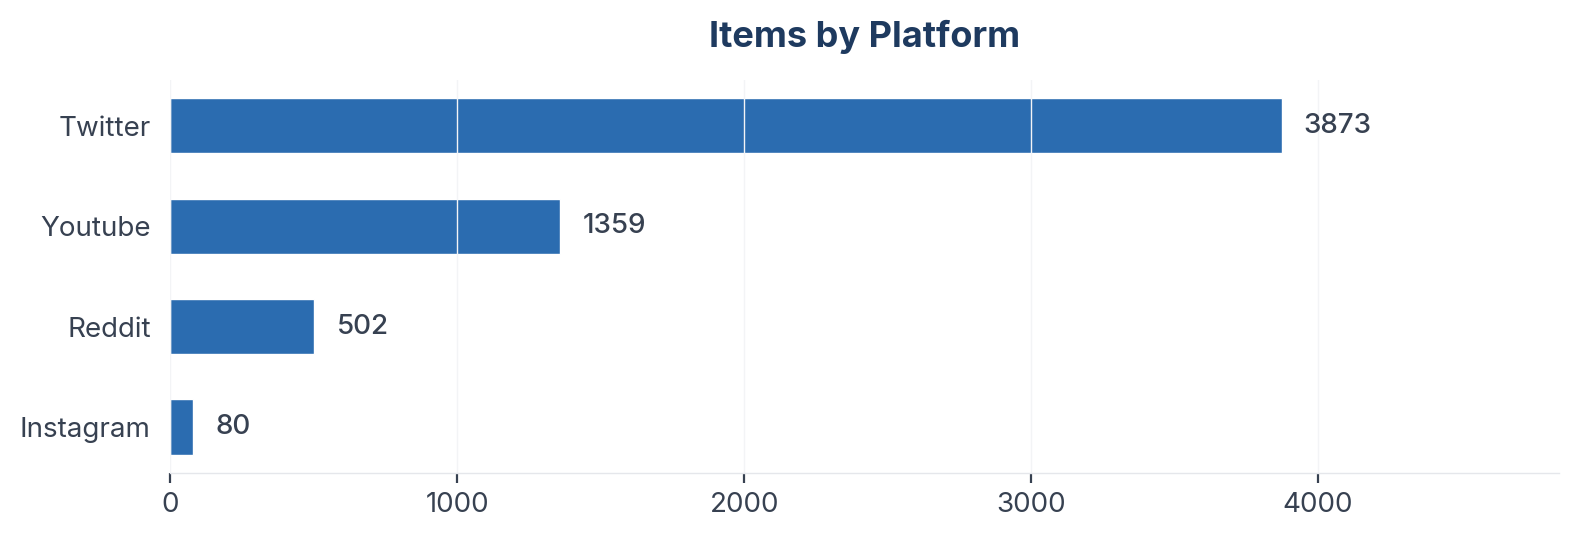 Items by Platform
Twitter 3873
Youtube 1359
Reddit 502
Instagram 80
0 1000 2000 3000 4000